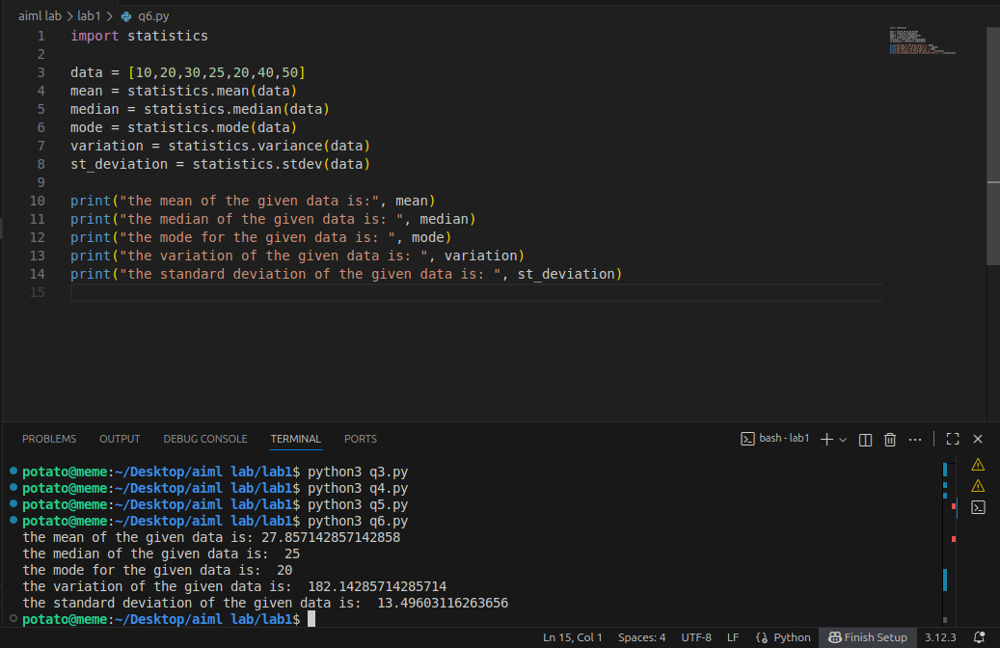 aiml lab > lab1 > q6.py
1 import statistics
2
3 data = [10,20,30,25,20,40,50]
4 mean = statistics.mean(data)
5 median = statistics.median(data)
6 mode = statistics.mode(data)
7 variation = statistics.variance(data)
8 st_deviation = statistics.stdev(data)
9
10 print("the mean of the given data is:", mean)
11 print("the median of the given data is: ", median)
12 print("the mode for the given data is: ", mode)
13 print("the variation of the given data is: ", variation)
14 print("the standard deviation of the given data is: ", st_deviation)
15
PROBLEMS OUTPUT DEBUG CONSOLE TERMINAL PORTS bash - lab1
potato@meme:~/Desktop/aiml lab/lab1$ python3 q3.py
potato@meme:~/Desktop/aiml lab/lab1$ python3 q4.py
potato@meme:~/Desktop/aiml lab/lab1$ python3 q5.py
potato@meme:~/Desktop/aiml lab/lab1$ python3 q6.py
the mean of the given data is: 27.857142857142858
the median of the given data is:  25
the mode for the given data is:  20
the variation of the given data is:  182.14285714285714
the standard deviation of the given data is:  13.49603116263656
potato@meme:~/Desktop/aiml lab/lab1$
Ln 15, Col 1 Spaces: 4 UTF-8 LF {} Python Finish Setup 3.12.3